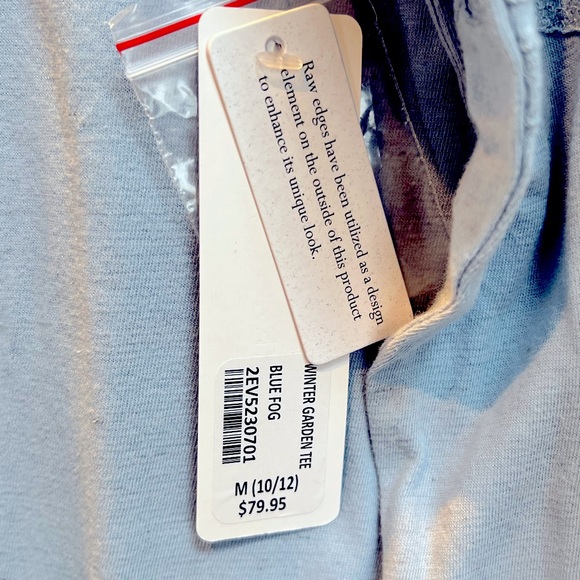 Raw edges have been utilized as a design
element on the outside of this product
to enhance its unique look.
WINTER GARDEN TEE
BLUE FOG
2EV5230701
M (10/12)
$79.95